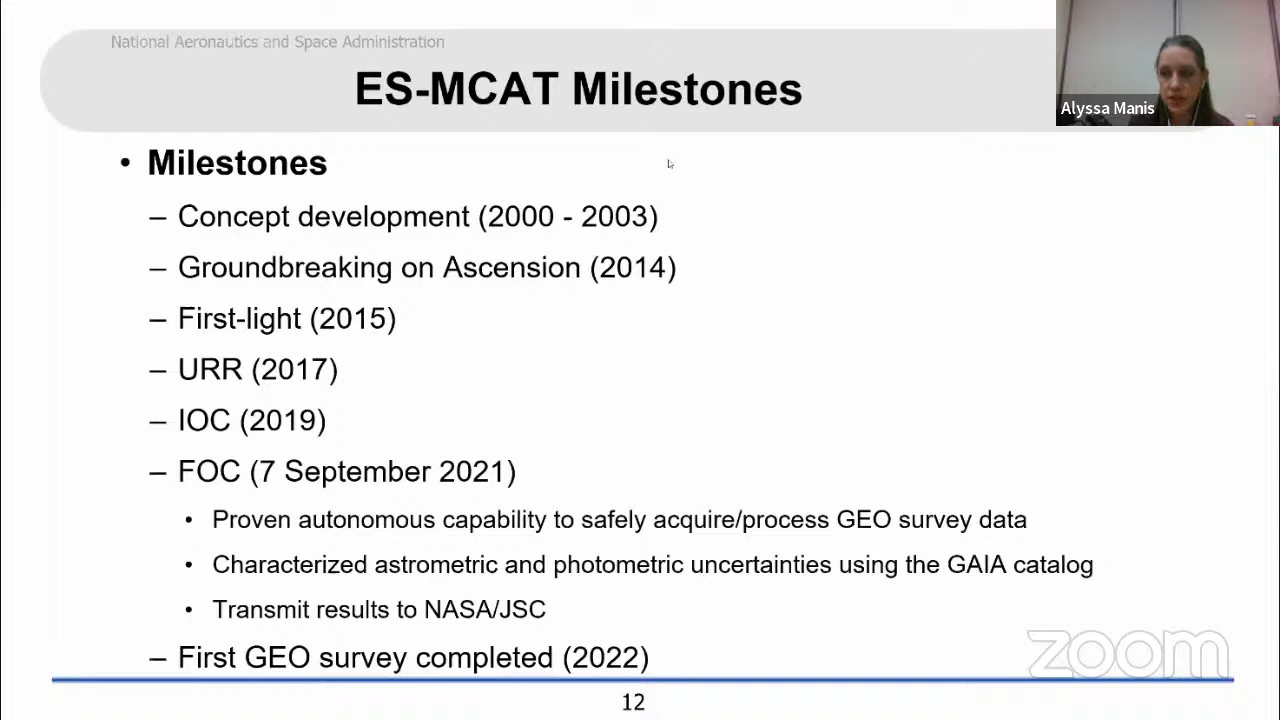 National Aeronautics and Space Administration
ES-MCAT Milestones
Alyssa Manis
• Milestones
– Concept development (2000 - 2003)
– Groundbreaking on Ascension (2014)
– First-light (2015)
– URR (2017)
– IOC (2019)
– FOC (7 September 2021)
• Proven autonomous capability to safely acquire/process GEO survey data
• Characterized astrometric and photometric uncertainties using the GAIA catalog
• Transmit results to NASA/JSC
– First GEO survey completed (2022)
zoom
12